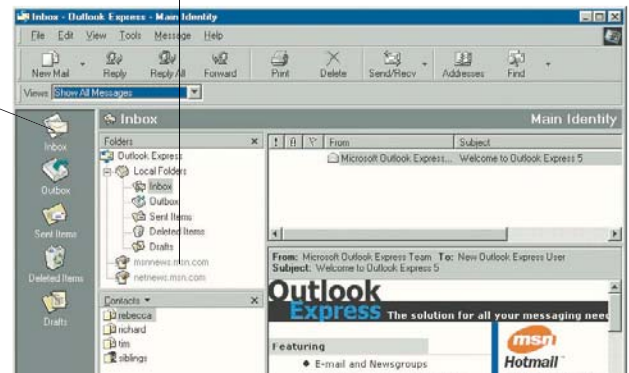 Inbox - Outlook Express - Main Identity
File Edit View Tools Message Help
New Mail Reply Reply All Forward Print Delete Send/Recv Addresses Find
Views Show All Messages
Inbox Main Identity
Inbox
Outbox
Sent Items
Deleted Items
Drafts
Folders
Outlook Express
Local Folders
Inbox
Outbox
Sent Items
Deleted Items
Drafts
msnnews.msn.com
netnews.msn.com
Contacts
rebecca
richard
tim
siblings
! From Subject
Microsoft Outlook Express... Welcome to Outlook Express 5
From: Microsoft Outlook Express Team To: New Outlook Express User
Subject: Welcome to Outlook Express 5
Outlook
Express The solution for all your messaging need
Featuring
E-mail and Newsgroups
msn
Hotmail